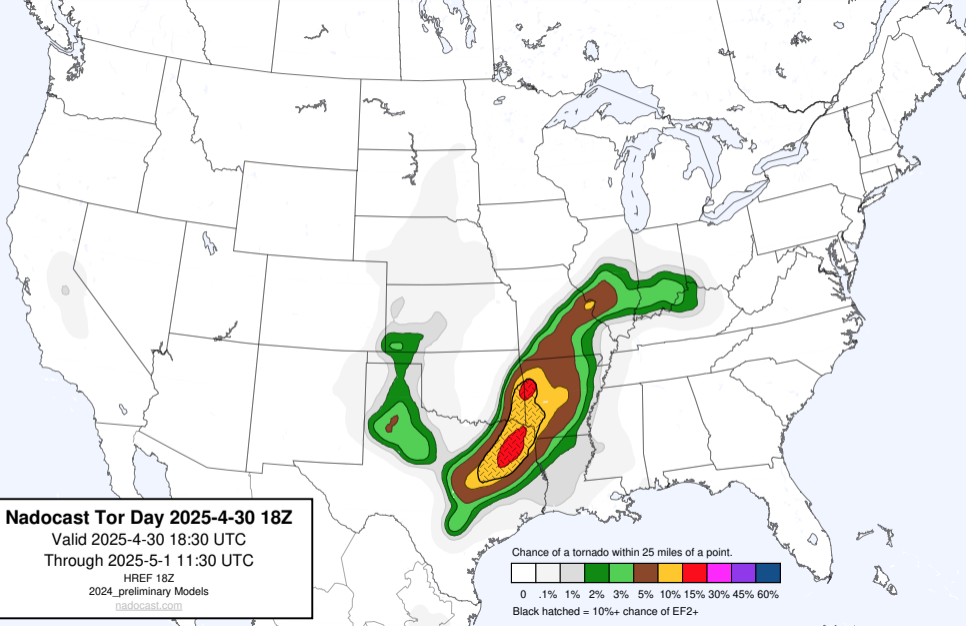 Nadocast Tor Day 2025-4-30 18Z
Valid 2025-4-30 18:30 UTC
Through 2025-5-1 11:30 UTC
HREF 18Z
2024_preliminary Models
nadocast.com
Chance of a tornado within 25 miles of a point.
0 .1% 1% 2% 3% 5% 10% 15% 30% 45% 60%
Black hatched = 10%+ chance of EF2+